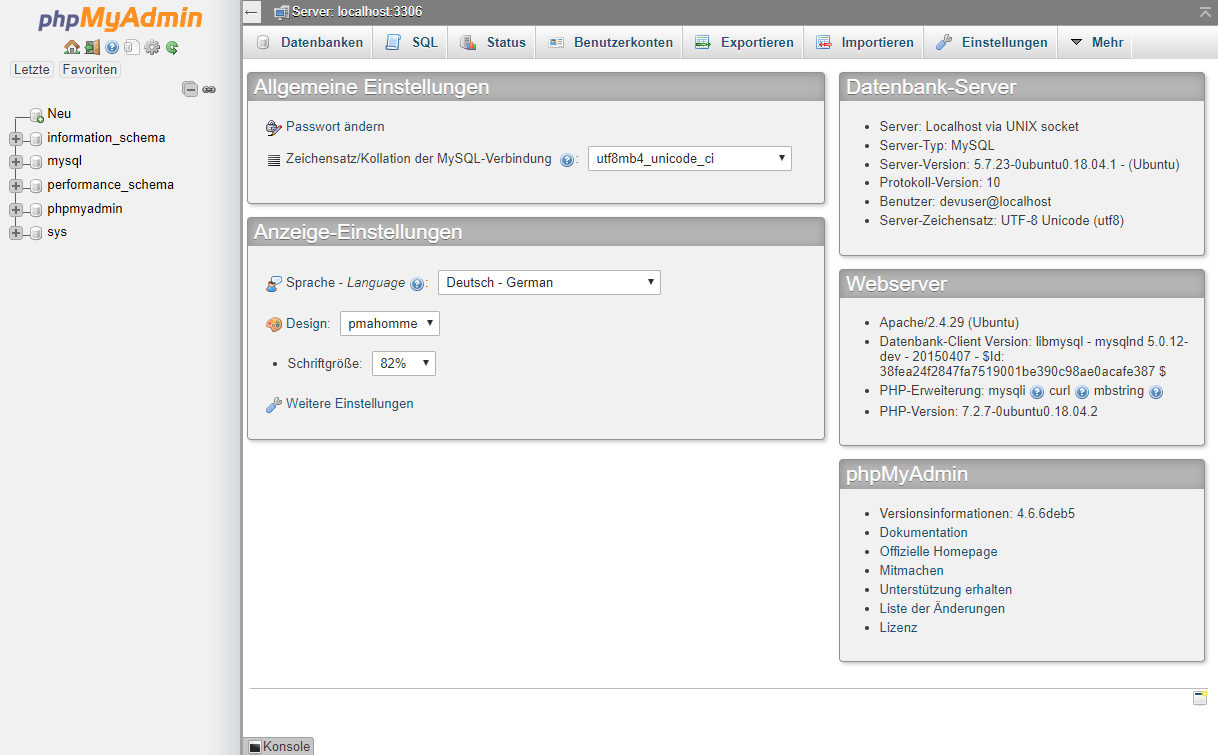 phpMyAdmin
Letzte Favoriten
Neu
information_schema
mysql
performance_schema
phpmyadmin
sys
Server: localhost:3306
Datenbanken SQL Status Benutzerkonten Exportieren Importieren Einstellungen Mehr
Allgemeine Einstellungen
Passwort ändern
Zeichensatz/Kollation der MySQL-Verbindung : utf8mb4_unicode_ci
Anzeige-Einstellungen
Sprache - Language : Deutsch - German
Design: pmahomme
Schriftgröße: 82%
Weitere Einstellungen
Datenbank-Server
Server: Localhost via UNIX socket
Server-Typ: MySQL
Server-Version: 5.7.23-0ubuntu0.18.04.1 - (Ubuntu)
Protokoll-Version: 10
Benutzer: devuser@localhost
Server-Zeichensatz: UTF-8 Unicode (utf8)
Webserver
Apache/2.4.29 (Ubuntu)
Datenbank-Client Version: libmysql - mysqlnd 5.0.12-
dev - 20150407 - $Id:
38fea24f2847fa7519001be390c98ae0acafe387 $
PHP-Erweiterung: mysqli curl mbstring
PHP-Version: 7.2.7-0ubuntu0.18.04.2
phpMyAdmin
Versionsinformationen: 4.6.6deb5
Dokumentation
Offizielle Homepage
Mitmachen
Unterstützung erhalten
Liste der Änderungen
Lizenz
Konsole